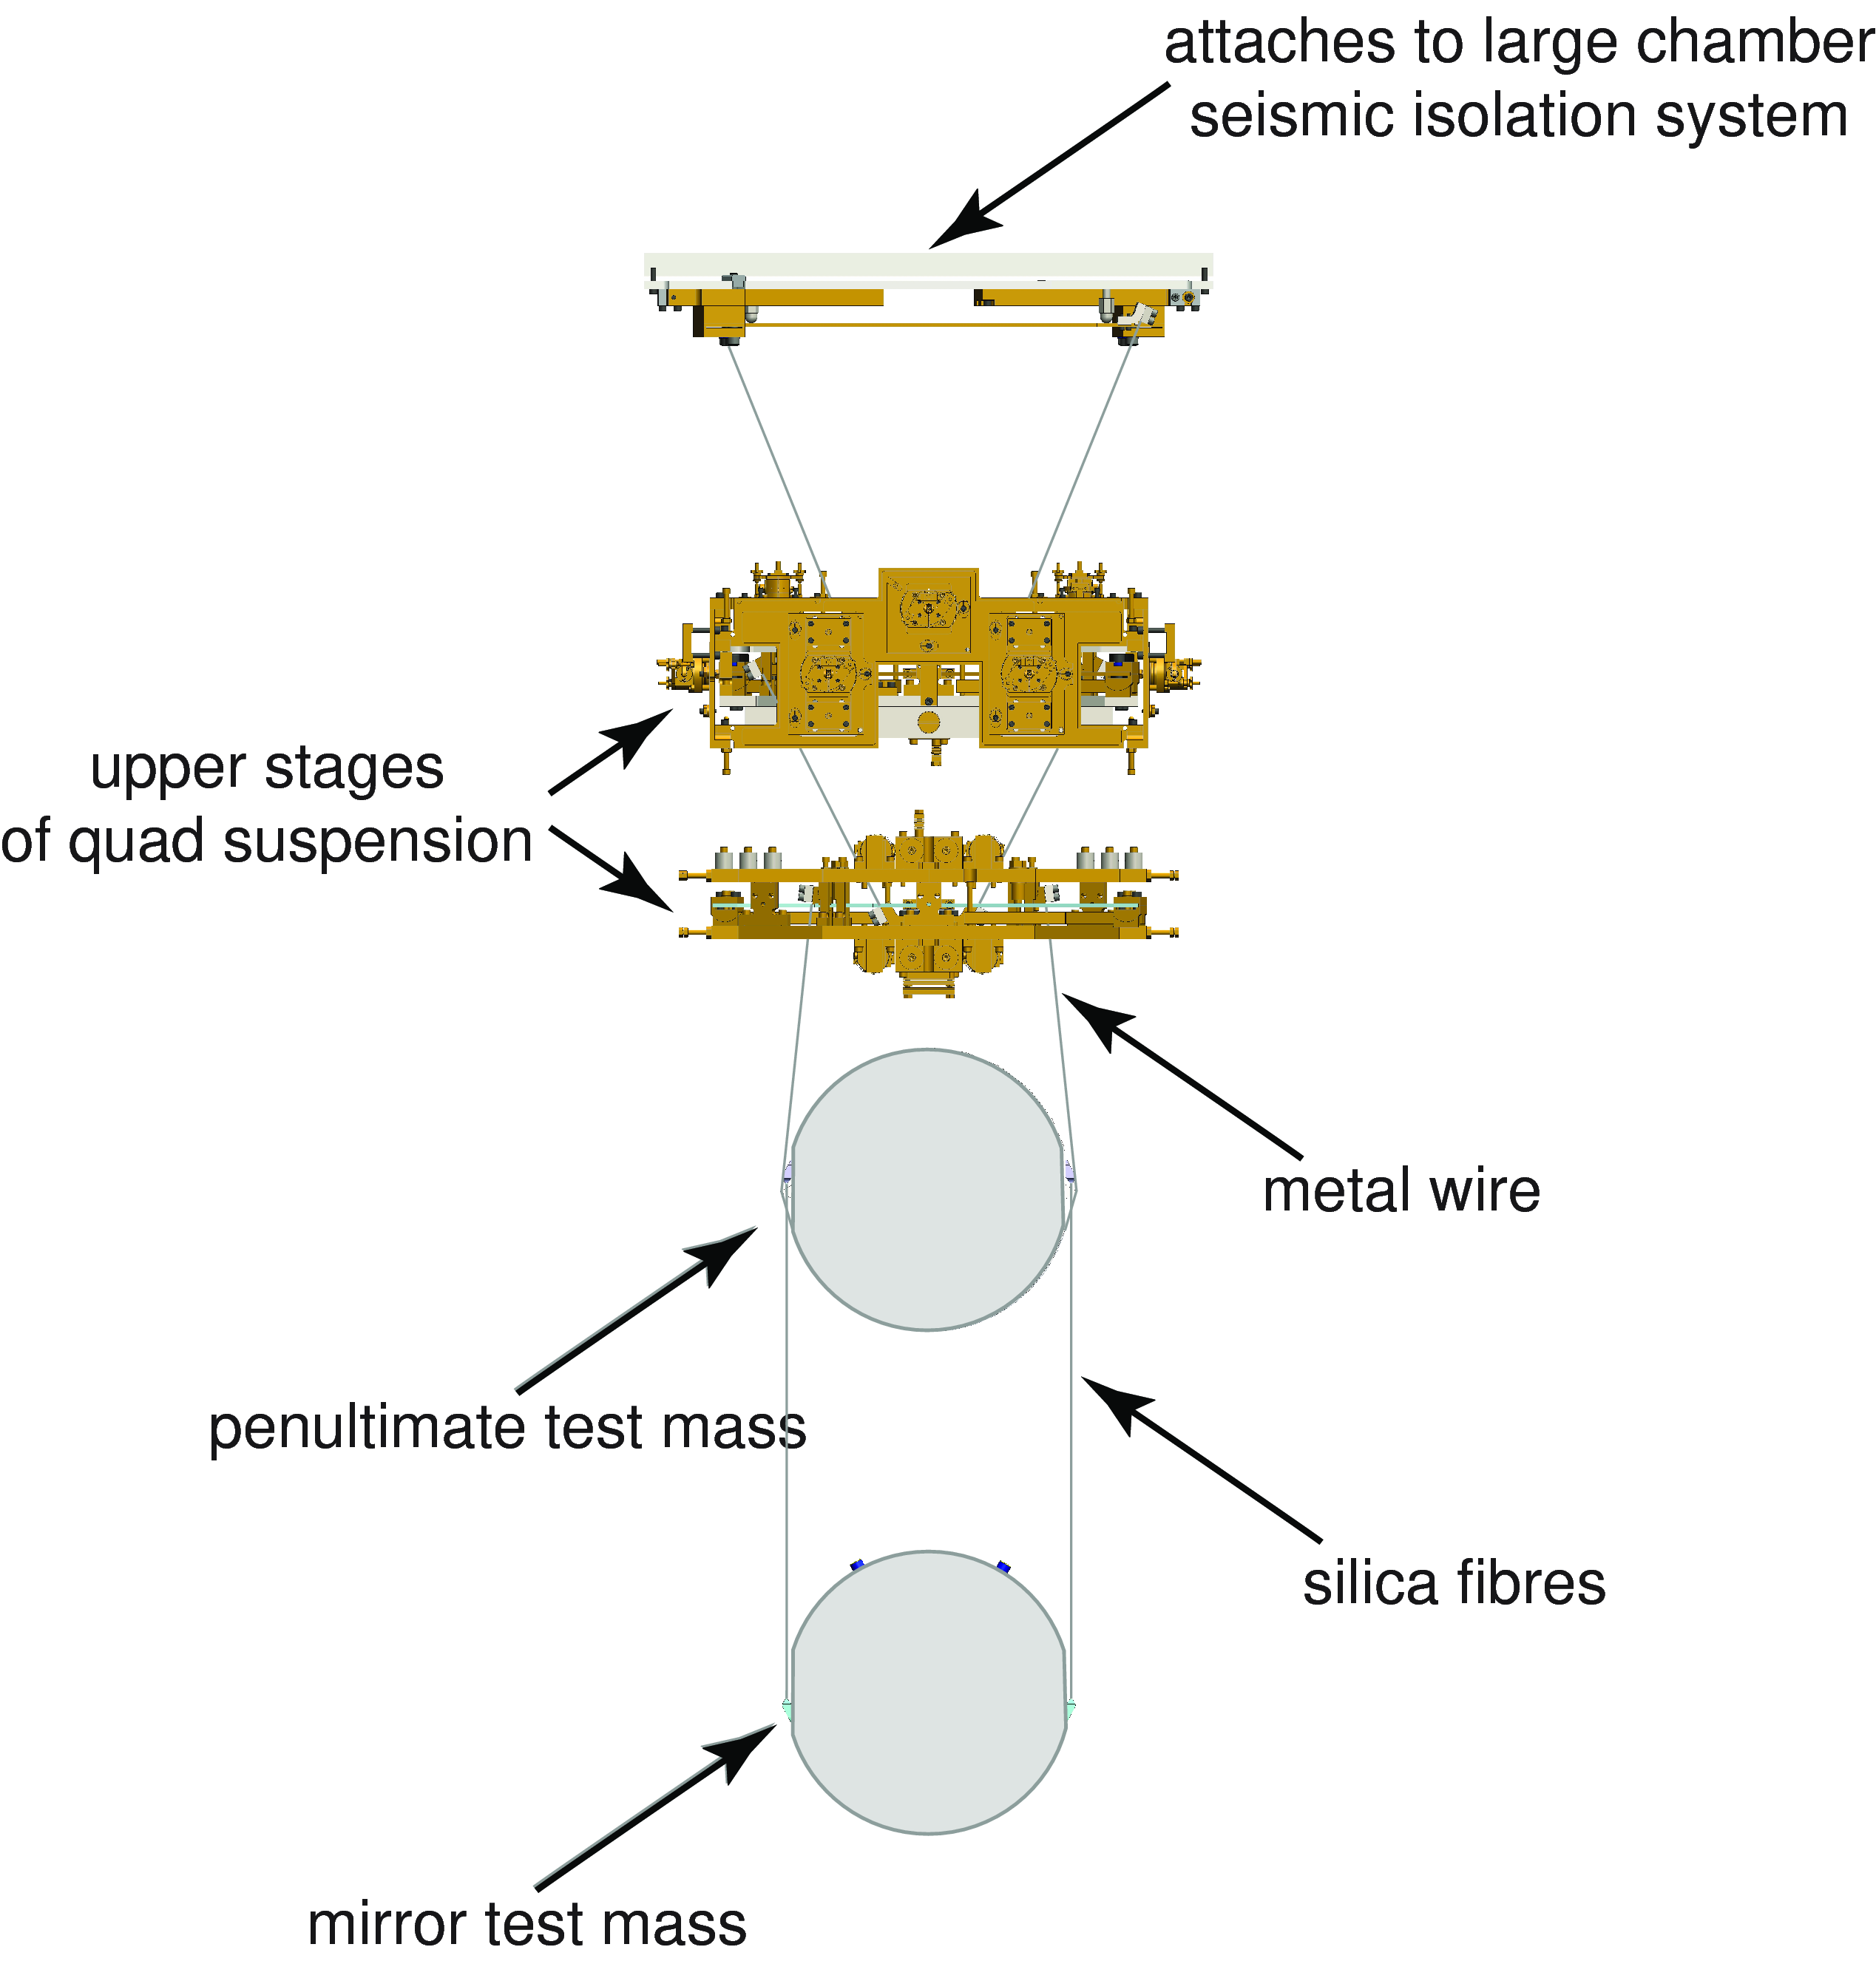 attaches to large chamber
seismic isolation system
upper stages
of quad suspension
metal wire
penultimate test mass
silica fibres
mirror test mass